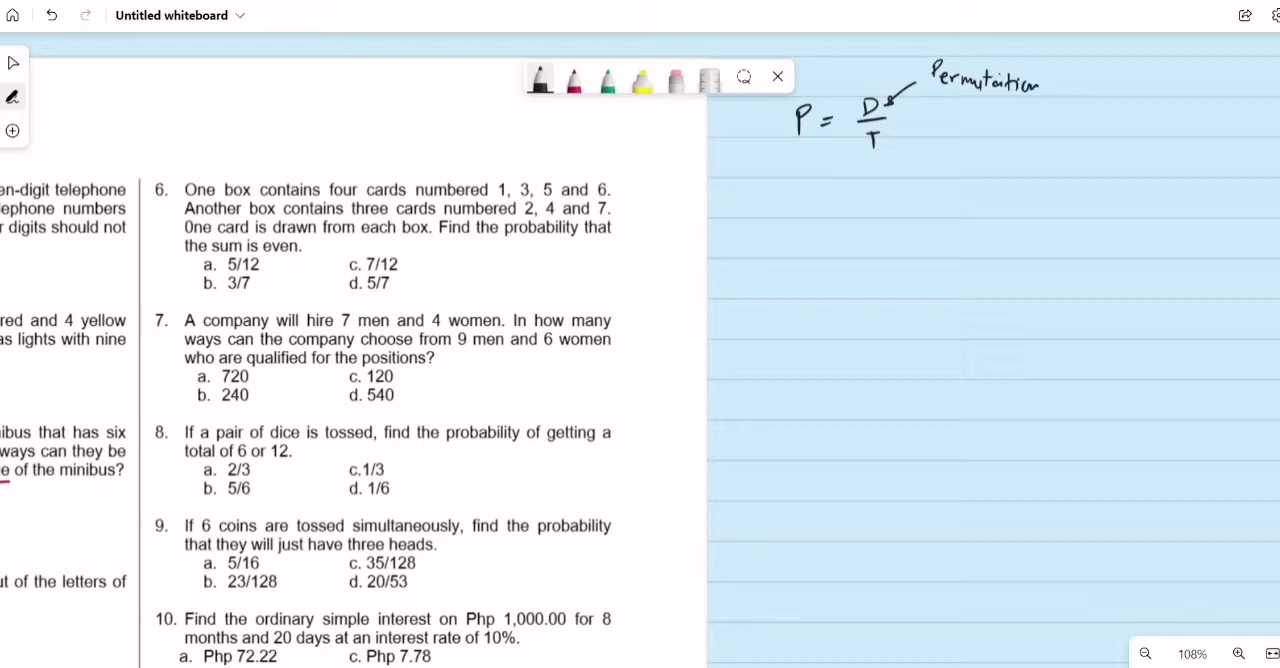 Untitled whiteboard
Permutaition
P = D
T
en-digit telephone
lephone numbers
r digits should not
red and 4 yellow
as lights with nine
ibus that has six
ways can they be
e of the minibus?
ut of the letters of
6. One box contains four cards numbered 1, 3, 5 and 6.
Another box contains three cards numbered 2, 4 and 7.
One card is drawn from each box. Find the probability that
the sum is even.
a. 5/12 c. 7/12
b. 3/7 d. 5/7
7. A company will hire 7 men and 4 women. In how many
ways can the company choose from 9 men and 6 women
who are qualified for the positions?
a. 720 c. 120
b. 240 d. 540
8. If a pair of dice is tossed, find the probability of getting a
total of 6 or 12.
a. 2/3 c.1/3
b. 5/6 d. 1/6
9. If 6 coins are tossed simultaneously, find the probability
that they will just have three heads.
a. 5/16 c. 35/128
b. 23/128 d. 20/53
10. Find the ordinary simple interest on Php 1,000.00 for 8
months and 20 days at an interest rate of 10%.
a. Php 72.22 c. Php 7.78
108%